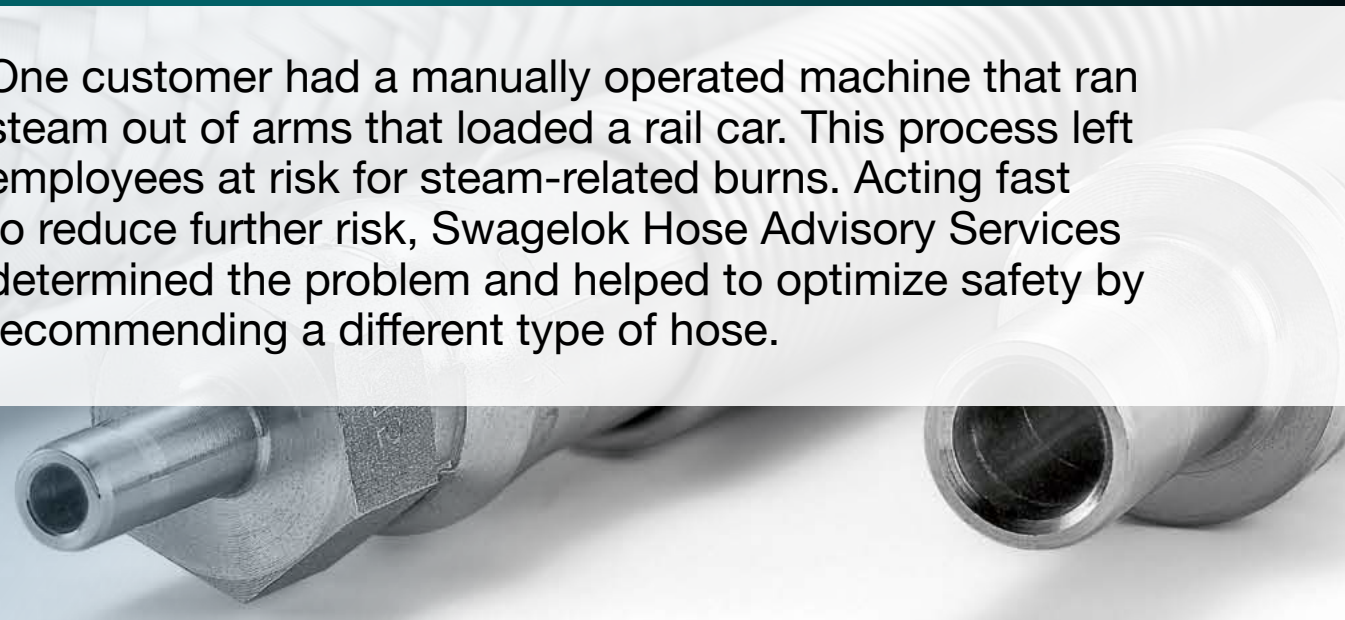 One customer had a manually operated machine that ran
steam out of arms that loaded a rail car. This process left
employees at risk for steam-related burns. Acting fast
to reduce further risk, Swagelok Hose Advisory Services
determined the problem and helped to optimize safety by
recommending a different type of hose.